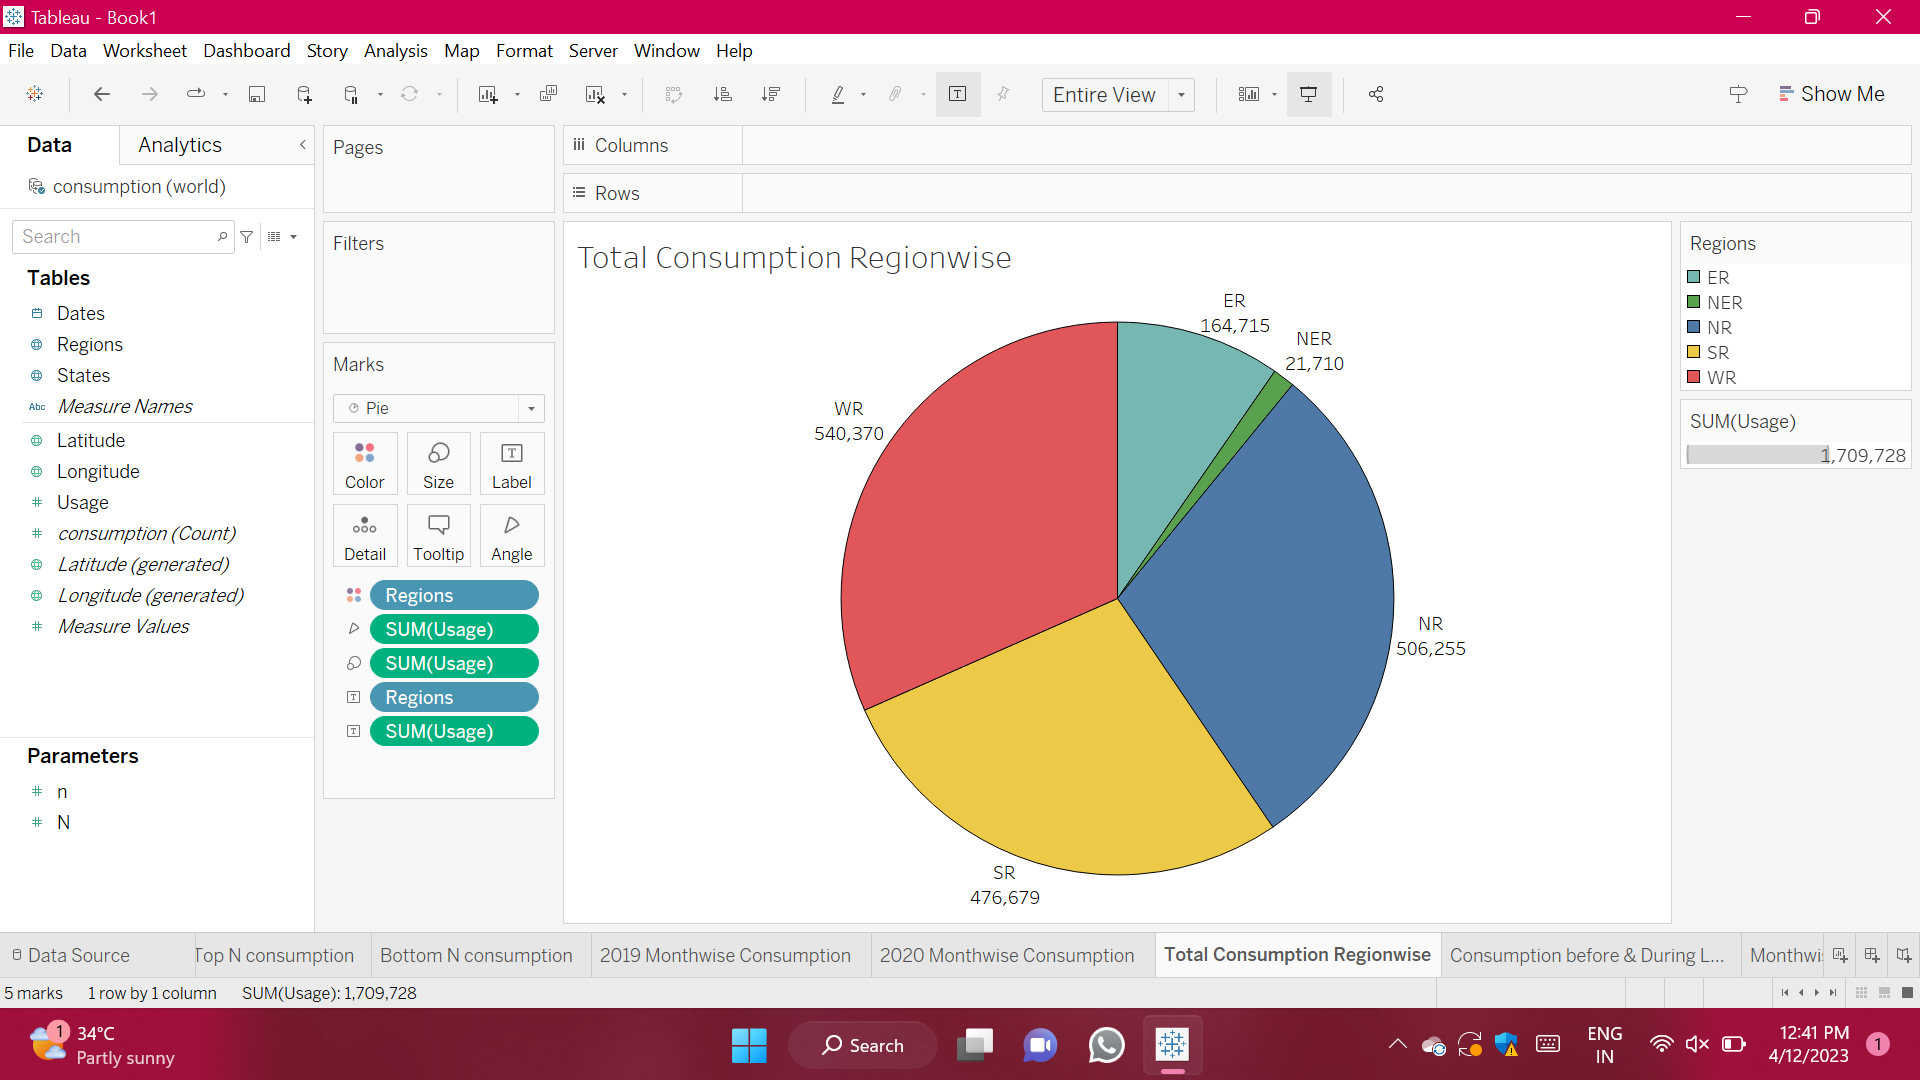 Tableau - Book1
File Data Worksheet Dashboard Story Analysis Map Format Server Window Help
Entire View
Show Me
Data
Analytics
consumption (world)
Search
Tables
Dates
Regions
States
Abc Measure Names
Latitude
Longitude
Usage
consumption (Count)
Latitude (generated)
Longitude (generated)
Measure Values
Parameters
n
N
Pages
Filters
Marks
Pie
Color Size Label
Detail Tooltip Angle
Regions
SUM(Usage)
SUM(Usage)
Regions
SUM(Usage)
Columns
Rows
Total Consumption Regionwise
ER
164,715
NER
21,710
WR
540,370
NR
506,255
SR
476,679
Regions
ER
NER
NR
SR
WR
SUM(Usage)
1,709,728
Data Source Top N consumption Bottom N consumption 2019 Monthwise Consumption 2020 Monthwise Consumption Total Consumption Regionwise Consumption before & During L... Monthwi
5 marks 1 row by 1 column SUM(Usage): 1,709,728
1
34°C
Partly sunny
Search
ENG
IN
12:41 PM
4/12/2023
1